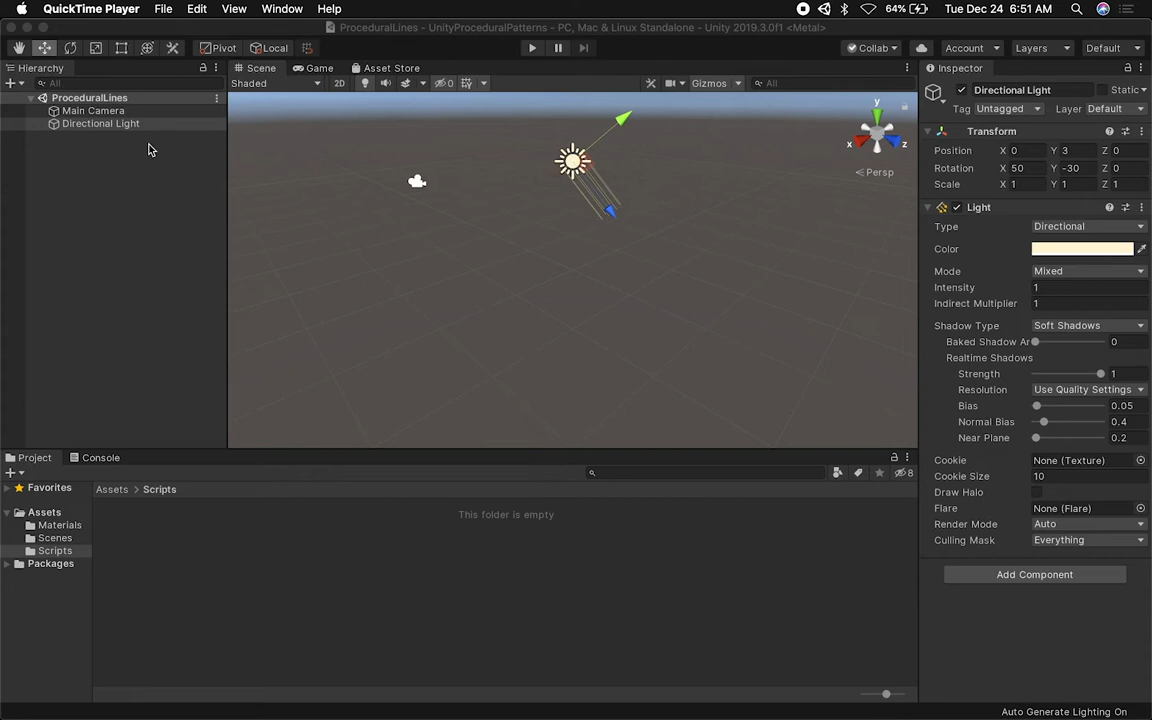 QuickTime Player File Edit View Window Help 64% Tue Dec 24 6:51 AM
ProceduralLines - UnityProceduralPatterns - PC, Mac & Linux Standalone - Unity 2019.3.0f1 <Metal>
Pivot Local Collab Account Layers Default
Hierarchy Scene Game Asset Store Inspector
All Shaded 2D 0 Gizmos All
ProceduralLines
Main Camera
Directional Light
y
x
z
Persp
Directional Light Static
Tag Untagged Layer Default
Transform
Position X 0 Y 3 Z 0
Rotation X 50 Y -30 Z 0
Scale X 1 Y 1 Z 1
Light
Type Directional
Color
Mode Mixed
Intensity 1
Indirect Multiplier 1
Shadow Type Soft Shadows
Baked Shadow An 0
Realtime Shadows
Strength 1
Resolution Use Quality Settings
Bias 0.05
Normal Bias 0.4
Near Plane 0.2
Cookie None (Texture)
Cookie Size 10
Draw Halo
Flare None (Flare)
Render Mode Auto
Culling Mask Everything
Add Component
Project Console
8
Favorites
Assets
Materials
Scenes
Scripts
Packages
Assets > Scripts
This folder is empty
Auto Generate Lighting On